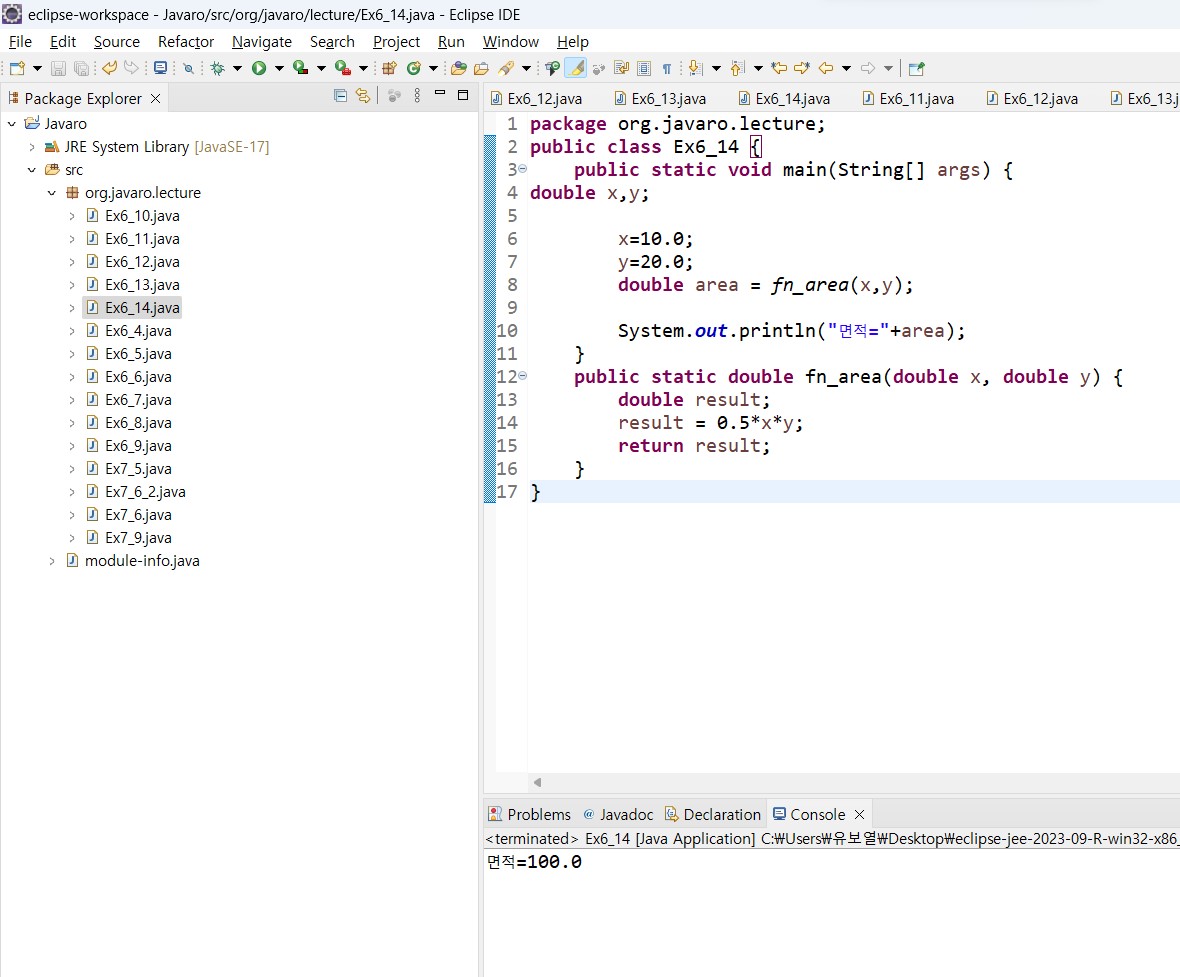 eclipse-workspace - Javaro/src/org/javaro/lecture/Ex6_14.java - Eclipse IDE
File Edit Source Refactor Navigate Search Project Run Window Help
Package Explorer
Javaro
JRE System Library [JavaSE-17]
src
org.javaro.lecture
Ex6_10.java
Ex6_11.java
Ex6_12.java
Ex6_13.java
Ex6_14.java
Ex6_4.java
Ex6_5.java
Ex6_6.java
Ex6_7.java
Ex6_8.java
Ex6_9.java
Ex7_5.java
Ex7_6_2.java
Ex7_6.java
Ex7_9.java
module-info.java
Ex6_12.java Ex6_13.java Ex6_14.java Ex6_11.java Ex6_12.java Ex6_13.j
1 package org.javaro.lecture;
2 public class Ex6_14 {
3 public static void main(String[] args) {
4 double x,y;
5
6 x=10.0;
7 y=20.0;
8 double area = fn_area(x,y);
9
10 System.out.println("면적="+area);
11 }
12 public static double fn_area(double x, double y) {
13 double result;
14 result = 0.5*x*y;
15 return result;
16 }
17 }
Problems @ Javadoc Declaration Console
<terminated> Ex6_14 [Java Application] C:₩Users₩유보열₩Desktop₩eclipse-jee-2023-09-R-win32-x86_
면적=100.0